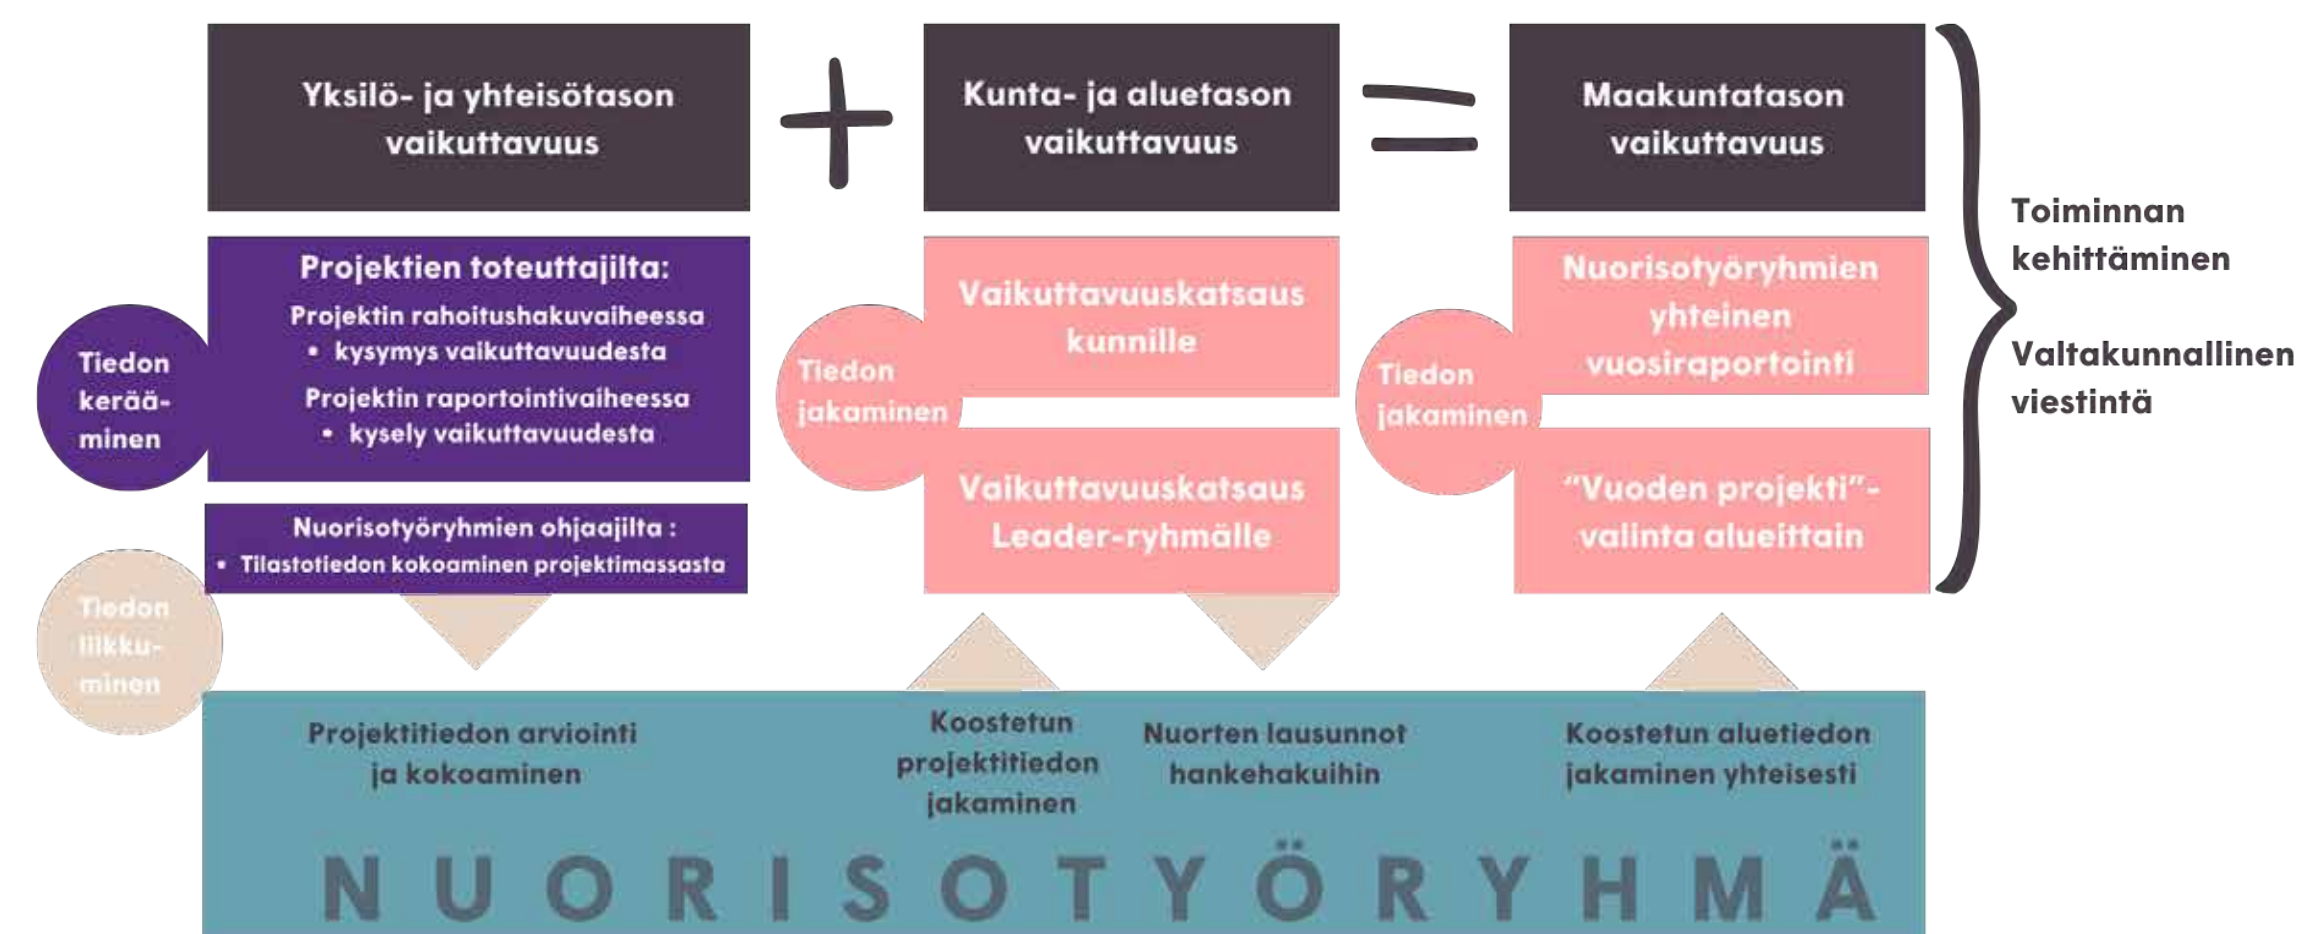 Yksilö- ja yhteisötason
vaikuttavuus
+
Kunta- ja aluetason
vaikuttavuus
=
Maakuntatason
vaikuttavuus
Projektien toteuttajilta:
Projektin rahoitushakuvaiheessa
• kysymys vaikuttavuudesta
Projektin raportointivaiheessa
• kysely vaikuttavuudesta
Tiedon
kerää-
minen
Nuorisotyöryhmien ohjaajilta :
• Tilastotiedon kokoaminen projektimassasta
Tiedon
liikku-
minen
Vaikuttavuuskatsaus
kunnille
Tiedon
jakaminen
Vaikuttavuuskatsaus
Leader-ryhmälle
Nuorisotyöryhmien
yhteinen
vuosiraportointi
Tiedon
jakaminen
“Vuoden projekti”-
valinta alueittain
Toiminnan
kehittäminen
Valtakunnallinen
viestintä
Projektitiedon arviointi
ja kokoaminen
Koostetun
projektitiedon
jakaminen
Nuorten lausunnot
hankehakuihin
Koostetun aluetiedon
jakaminen yhteisesti
NUORISOTYÖRYHMÄ